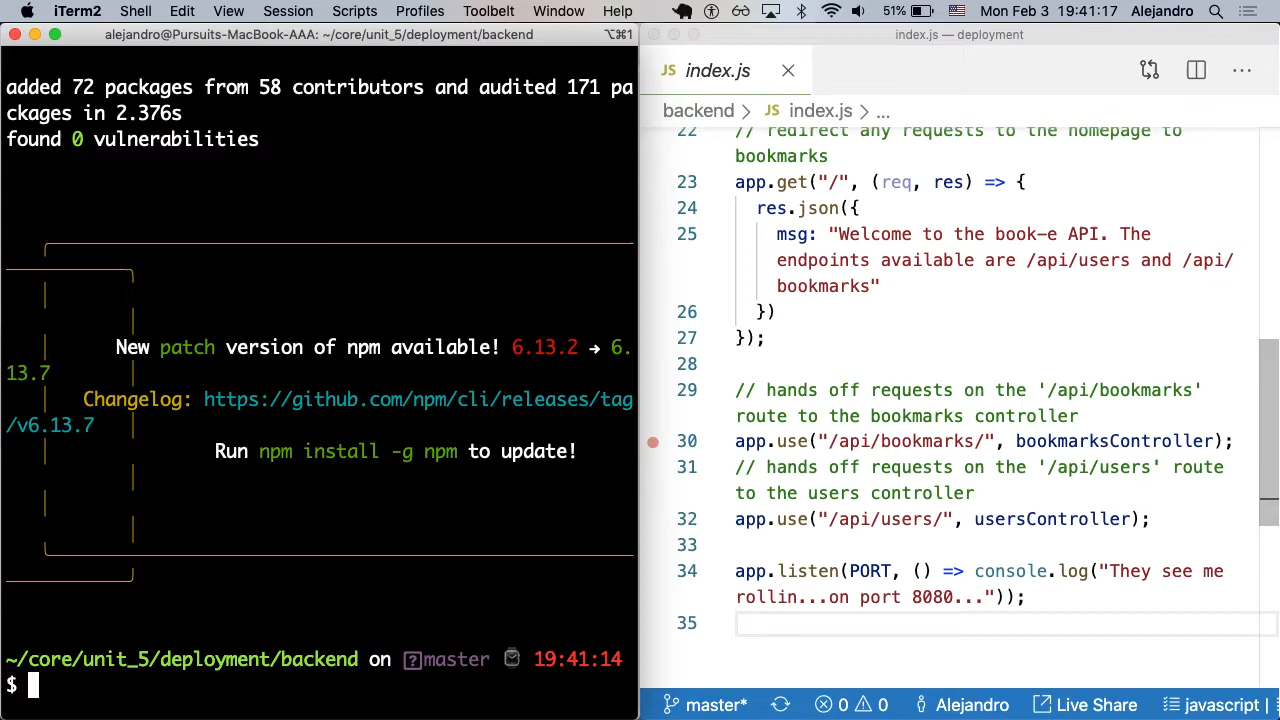 iTerm2 Shell Edit View Session Scripts Profiles Toolbelt Window Help 51% Mon Feb 3 19:41:17 Alejandro
alejandro@Pursuits-MacBook-AAA: ~/core/unit_5/deployment/backend ⌥⌘1
added 72 packages from 58 contributors and audited 171 pa
ckages in 2.376s
found 0 vulnerabilities
New patch version of npm available! 6.13.2 → 6.
13.7
Changelog: https://github.com/npm/cli/releases/tag
/v6.13.7
Run npm install -g npm to update!
~/core/unit_5/deployment/backend on ?master 19:41:14
$
index.js — deployment
JS index.js
backend > JS index.js > ...
22 // redirect any requests to the homepage to
bookmarks
23 app.get("/", (req, res) => {
24 res.json({
25 msg: "Welcome to the book-e API. The
endpoints available are /api/users and /api/
bookmarks"
26 })
27 });
28
29 // hands off requests on the '/api/bookmarks'
route to the bookmarks controller
30 app.use("/api/bookmarks/", bookmarksController);
31 // hands off requests on the '/api/users' route
to the users controller
32 app.use("/api/users/", usersController);
33
34 app.listen(PORT, () => console.log("They see me
rollin...on port 8080..."));
35
master* 0 0 Alejandro Live Share javascript |